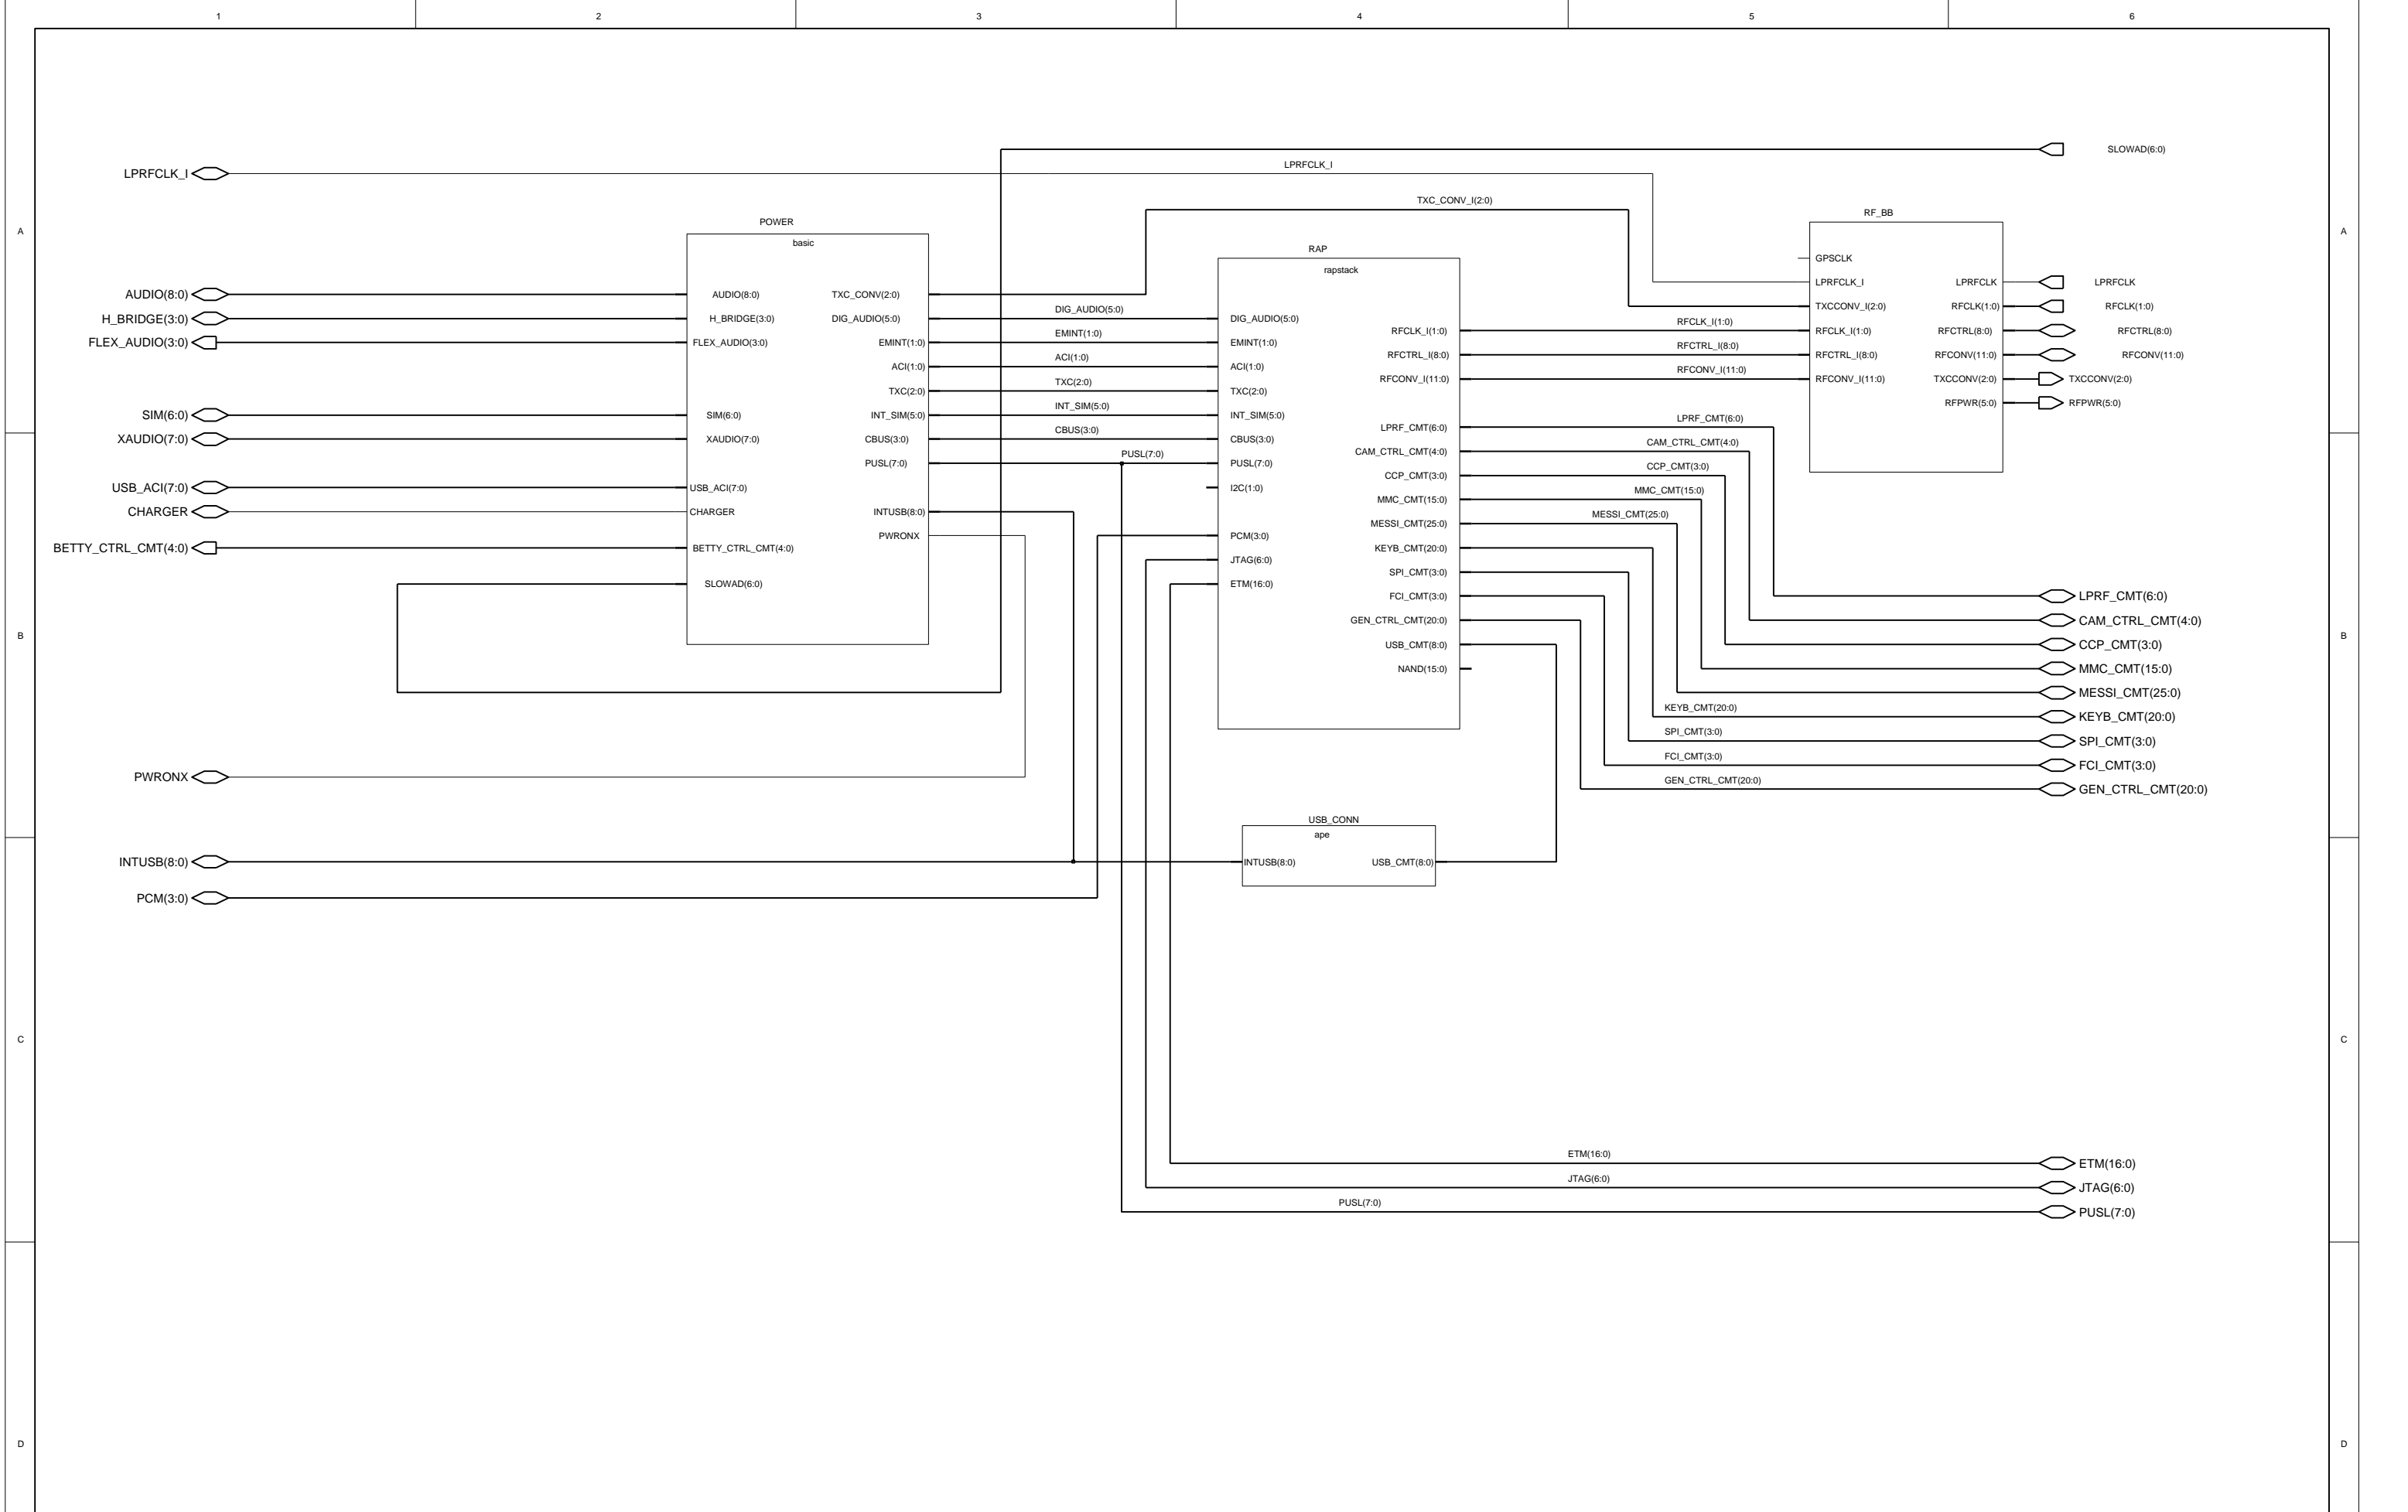 1 2 3 4 5 6
SLOWAD(6:0)
LPRFCLK_I
LPRFCLK_I
TXC_CONV_I(2:0)
A
A
POWER
basic
RAP
rapstack
RF_BB
AUDIO(8:0)
H_BRIDGE(3:0)
FLEX_AUDIO(3:0)
SIM(6:0)
XAUDIO(7:0)
USB_ACI(7:0)
CHARGER
BETTY_CTRL_CMT(4:0)
PWRONX
INTUSB(8:0)
PCM(3:0)
AUDIO(8:0)
H_BRIDGE(3:0)
FLEX_AUDIO(3:0)
SIM(6:0)
XAUDIO(7:0)
USB_ACI(7:0)
CHARGER
BETTY_CTRL_CMT(4:0)
SLOWAD(6:0)
TXC_CONV(2:0)
DIG_AUDIO(5:0)
EMINT(1:0)
ACI(1:0)
TXC(2:0)
INT_SIM(5:0)
CBUS(3:0)
PUSL(7:0)
INTUSB(8:0)
PWRONX
DIG_AUDIO(5:0)
EMINT(1:0)
ACI(1:0)
TXC(2:0)
INT_SIM(5:0)
CBUS(3:0)
PUSL(7:0)
DIG_AUDIO(5:0)
EMINT(1:0)
ACI(1:0)
TXC(2:0)
INT_SIM(5:0)
CBUS(3:0)
PUSL(7:0)
I2C(1:0)
PCM(3:0)
JTAG(6:0)
ETM(16:0)
RFCLK_I(1:0)
RFCTRL_I(8:0)
RFCONV_I(11:0)
LPRF_CMT(6:0)
CAM_CTRL_CMT(4:0)
CCP_CMT(3:0)
MMC_CMT(15:0)
MESSI_CMT(25:0)
KEYB_CMT(20:0)
SPI_CMT(3:0)
FCI_CMT(3:0)
GEN_CTRL_CMT(20:0)
USB_CMT(8:0)
NAND(15:0)
RFCLK_I(1:0)
RFCTRL_I(8:0)
RFCONV_I(11:0)
LPRF_CMT(6:0)
CAM_CTRL_CMT(4:0)
CCP_CMT(3:0)
MMC_CMT(15:0)
MESSI_CMT(25:0)
KEYB_CMT(20:0)
SPI_CMT(3:0)
FCI_CMT(3:0)
GEN_CTRL_CMT(20:0)
GPSCLK
LPRFCLK_I
TXCCONV_I(2:0)
RFCLK_I(1:0)
RFCTRL_I(8:0)
RFCONV_I(11:0)
LPRFCLK
RFCLK(1:0)
RFCTRL(8:0)
RFCONV(11:0)
TXCCONV(2:0)
RFPWR(5:0)
LPRFCLK
RFCLK(1:0)
RFCTRL(8:0)
RFCONV(11:0)
TXCCONV(2:0)
RFPWR(5:0)
B
B
LPRF_CMT(6:0)
CAM_CTRL_CMT(4:0)
CCP_CMT(3:0)
MMC_CMT(15:0)
MESSI_CMT(25:0)
KEYB_CMT(20:0)
SPI_CMT(3:0)
FCI_CMT(3:0)
GEN_CTRL_CMT(20:0)
USB_CONN
ape
INTUSB(8:0)
USB_CMT(8:0)
C
C
ETM(16:0)
JTAG(6:0)
PUSL(7:0)
ETM(16:0)
JTAG(6:0)
PUSL(7:0)
D
D